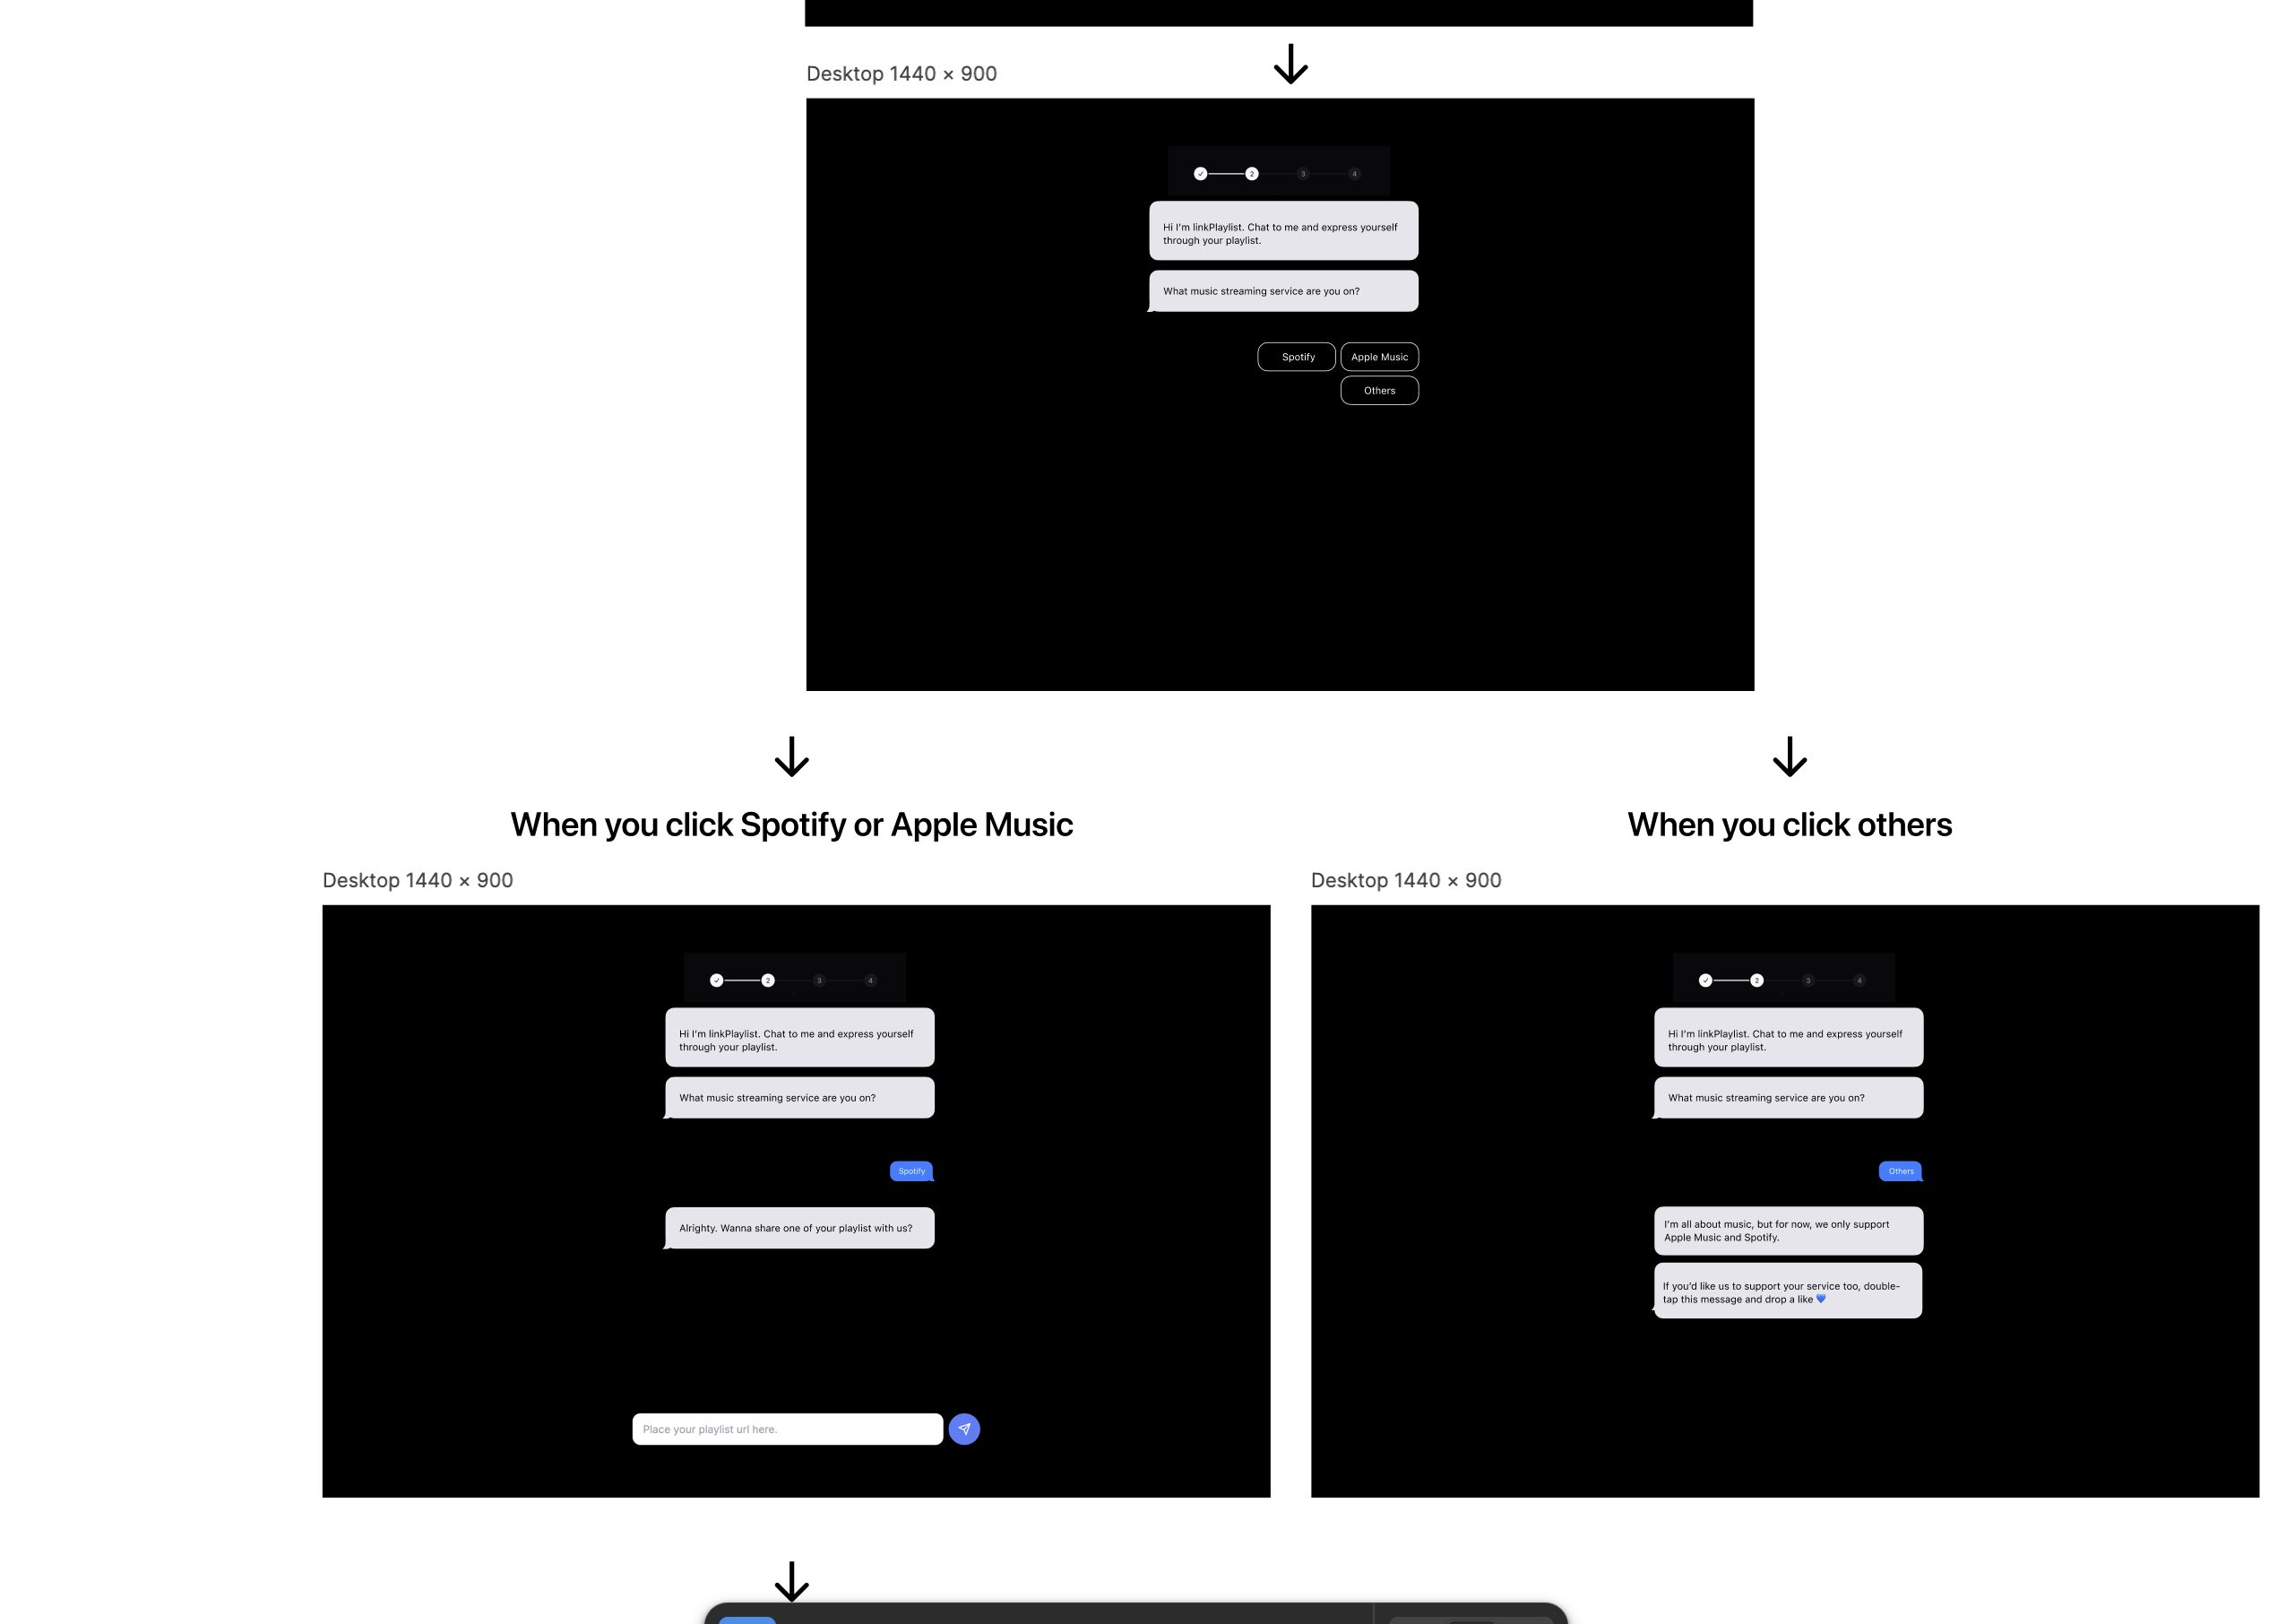 Desktop 1440 × 900
2
3
4
Hi I'm linkPlaylist. Chat to me and express yourself
through your playlist.
What music streaming service are you on?
Spotify
Apple Music
Others
When you click Spotify or Apple Music
Desktop 1440 × 900
2
3
4
Hi I'm linkPlaylist. Chat to me and express yourself
through your playlist.
What music streaming service are you on?
Spotify
Alrighty. Wanna share one of your playlist with us?
Place your playlist url here.
When you click others
Desktop 1440 × 900
2
3
4
Hi I'm linkPlaylist. Chat to me and express yourself
through your playlist.
What music streaming service are you on?
Others
I'm all about music, but for now, we only support
Apple Music and Spotify.
If you'd like us to support your service too, double-
tap this message and drop a like 💙